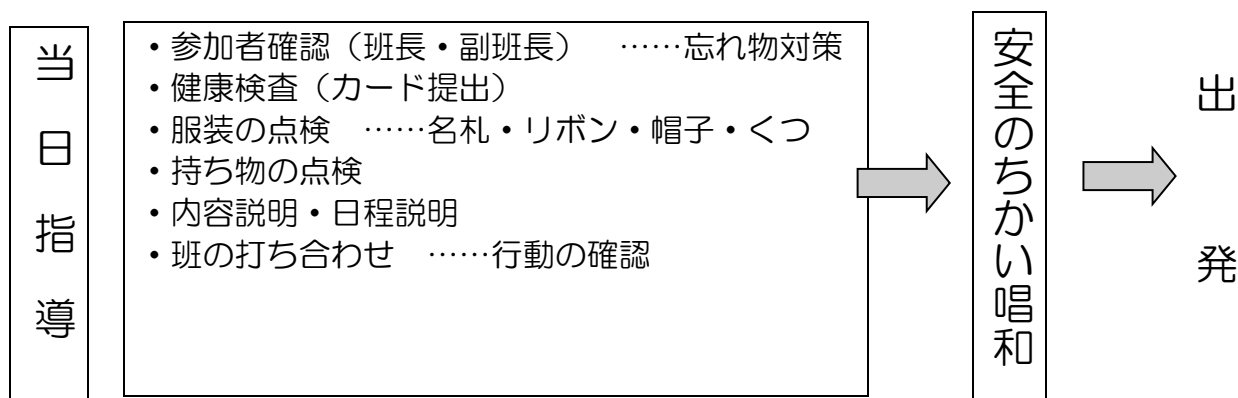 当日指導
・参加者確認（班長・副班長）　……忘れ物対策
・健康検査（カード提出）
・服装の点検　……名札・リボン・帽子・くつ
・持ち物の点検
・内容説明・日程説明
・班の打ち合わせ　……行動の確認
安全のちかい唱和
出発